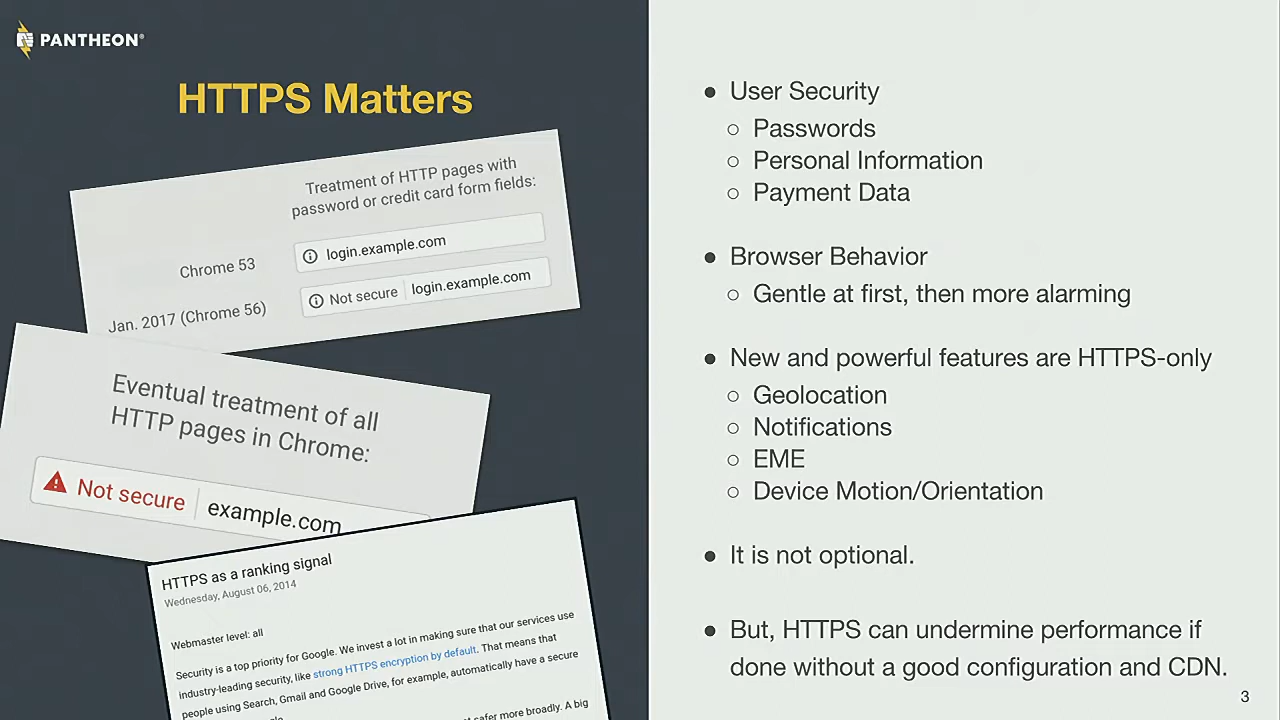 PANTHEON®
HTTPS Matters
Treatment of HTTP pages with
password or credit card form fields:
Chrome 53
login.example.com
Jan. 2017 (Chrome 56)
Not secure
login.example.com
Eventual treatment of all
HTTP pages in Chrome:
Not secure
example.com
HTTPS as a ranking signal
Wednesday, August 06, 2014
Webmaster level: all
Security is a top priority for Google. We invest a lot in making sure that our services use
industry-leading security, like strong HTTPS encryption by default. That means that
people using Search, Gmail and Google Drive, for example, automatically have a secure
safer more broadly. A big
● User Security
○ Passwords
○ Personal Information
○ Payment Data
● Browser Behavior
○ Gentle at first, then more alarming
● New and powerful features are HTTPS-only
○ Geolocation
○ Notifications
○ EME
○ Device Motion/Orientation
● It is not optional.
● But, HTTPS can undermine performance if
done without a good configuration and CDN.
3